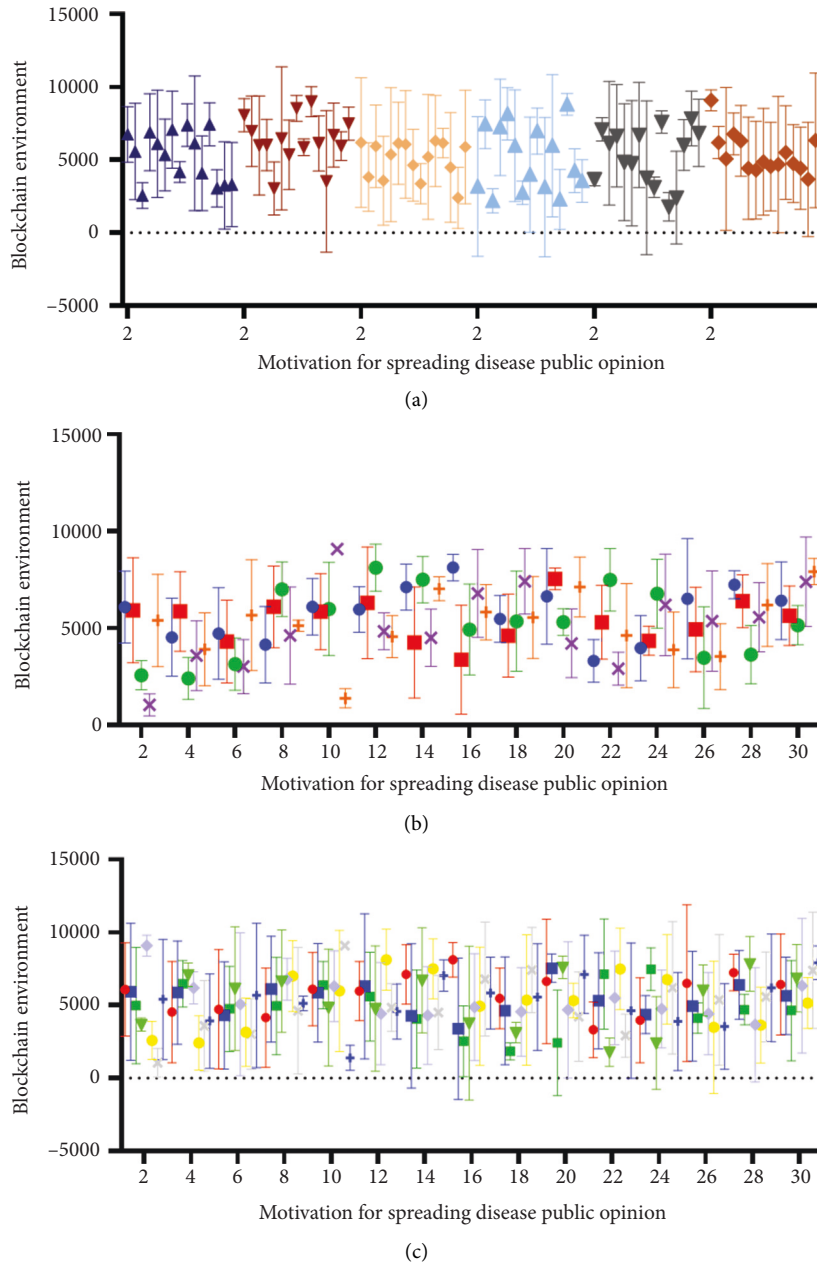 15000
10000
5000
0
–5000
Blockchain environment
2 2 2 2 2 2
Motivation for spreading disease public opinion
(a)
15000
10000
5000
0
Blockchain environment
2 4 6 8 10 12 14 16 18 20 22 24 26 28 30
Motivation for spreading disease public opinion
(b)
15000
10000
5000
0
–5000
Blockchain environment
2 4 6 8 10 12 14 16 18 20 22 24 26 28 30
Motivation for spreading disease public opinion
(c)